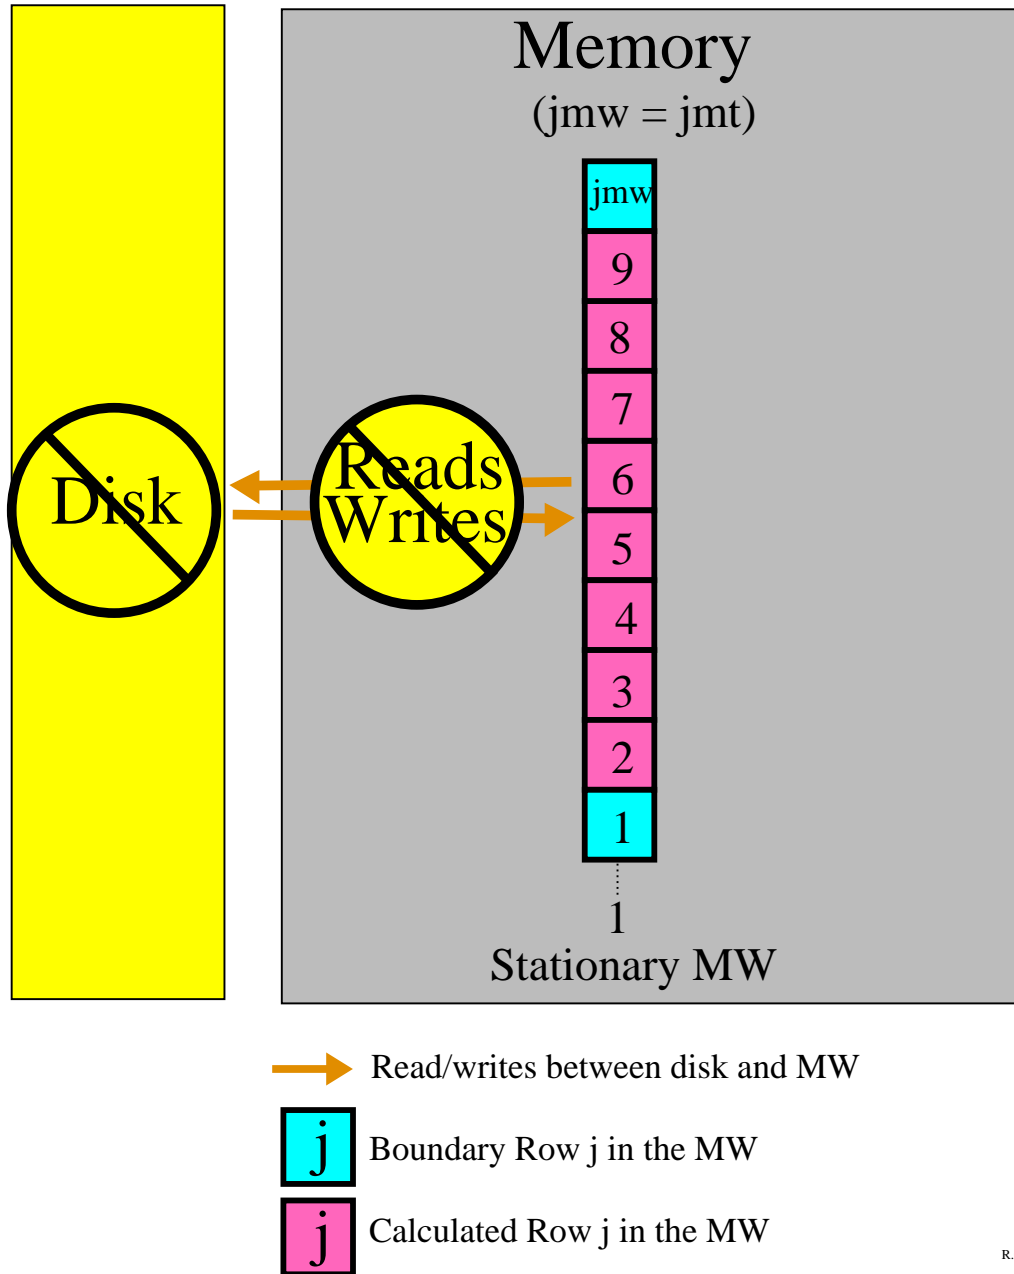 Memory
(jmw = jmt)
jmw
9
8
7
6
5
4
3
2
1
Disk
Reads
Writes
1
Stationary MW
Read/writes between disk and MW
j
Boundary Row j in the MW
j
Calculated Row j in the MW
R.